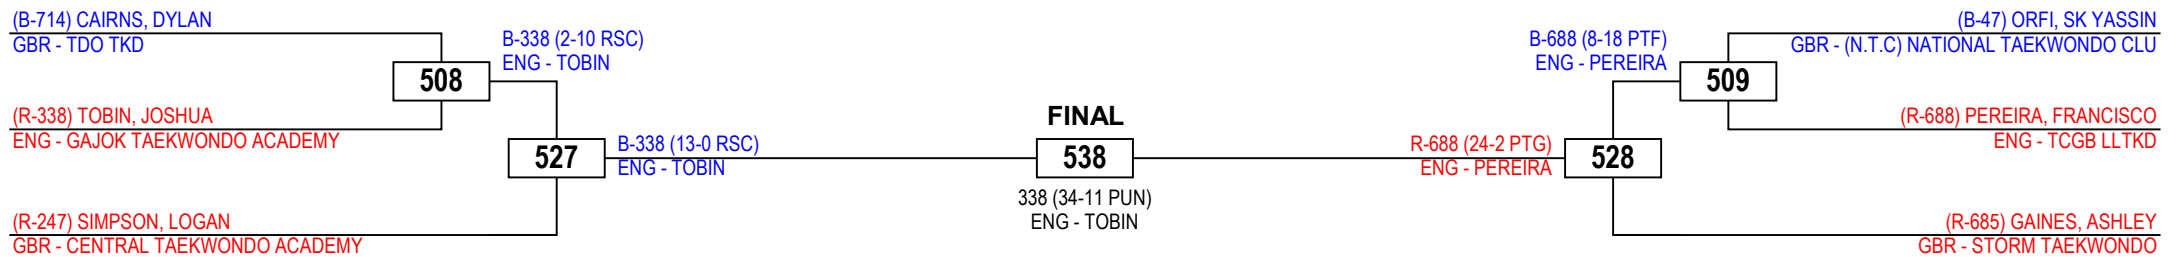 (B-714) CAIRNS, DYLAN
GBR - TDO TKD
508
B-338 (2-10 RSC)
ENG - TOBIN
(R-338) TOBIN, JOSHUA
ENG - GAJOK TAEKWONDO ACADEMY
527
B-338 (13-0 RSC)
ENG - TOBIN
(R-247) SIMPSON, LOGAN
GBR - CENTRAL TAEKWONDO ACADEMY
FINAL
538
338 (34-11 PUN)
ENG - TOBIN
(B-47) ORFI, SK YASSIN
GBR - (N.T.C) NATIONAL TAEKWONDO CLU
B-688 (8-18 PTF)
ENG - PEREIRA
509
(R-688) PEREIRA, FRANCISCO
ENG - TCGB LLTKD
R-688 (24-2 PTG)
ENG - PEREIRA
528
(R-685) GAINES, ASHLEY
GBR - STORM TAEKWONDO